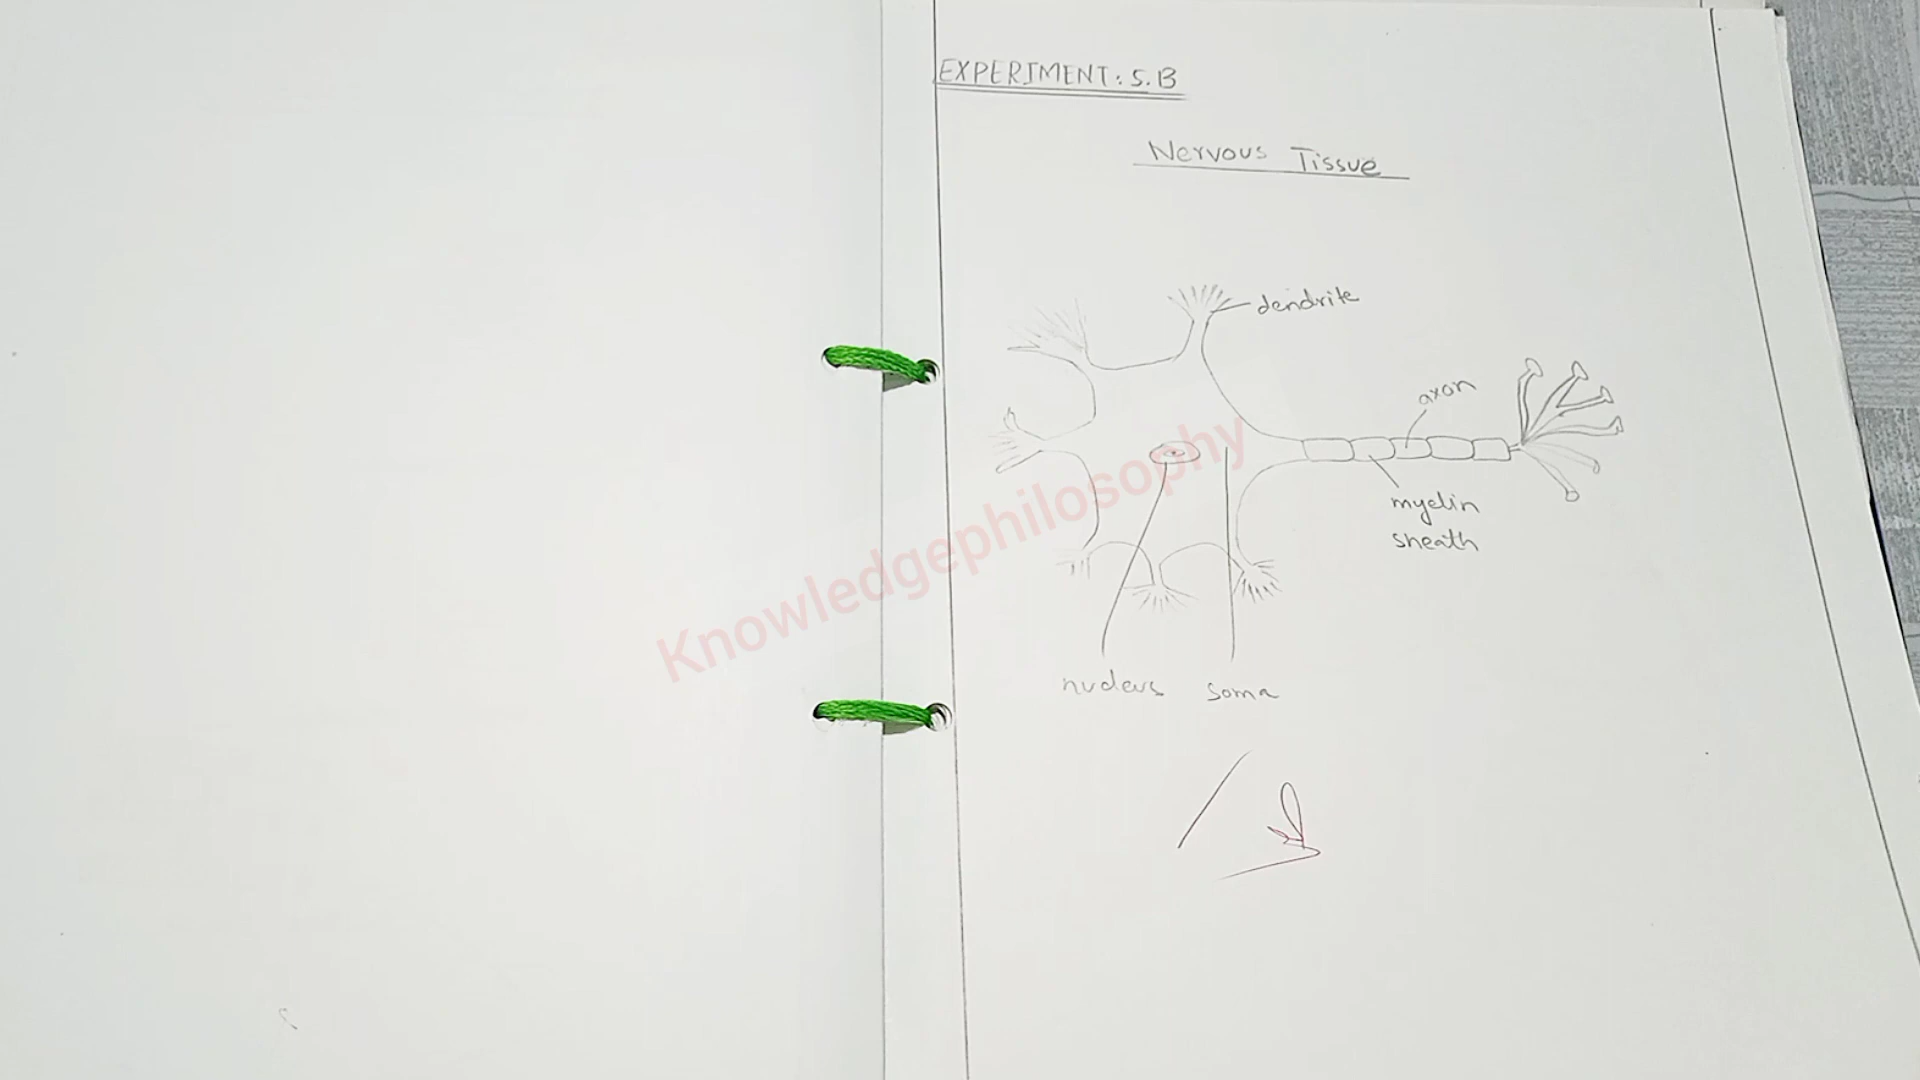 EXPERIMENT: 5.B
Nervous Tissue
dendrite
axon
myelin
sheath
nucleus soma
Knowledgephilosophy